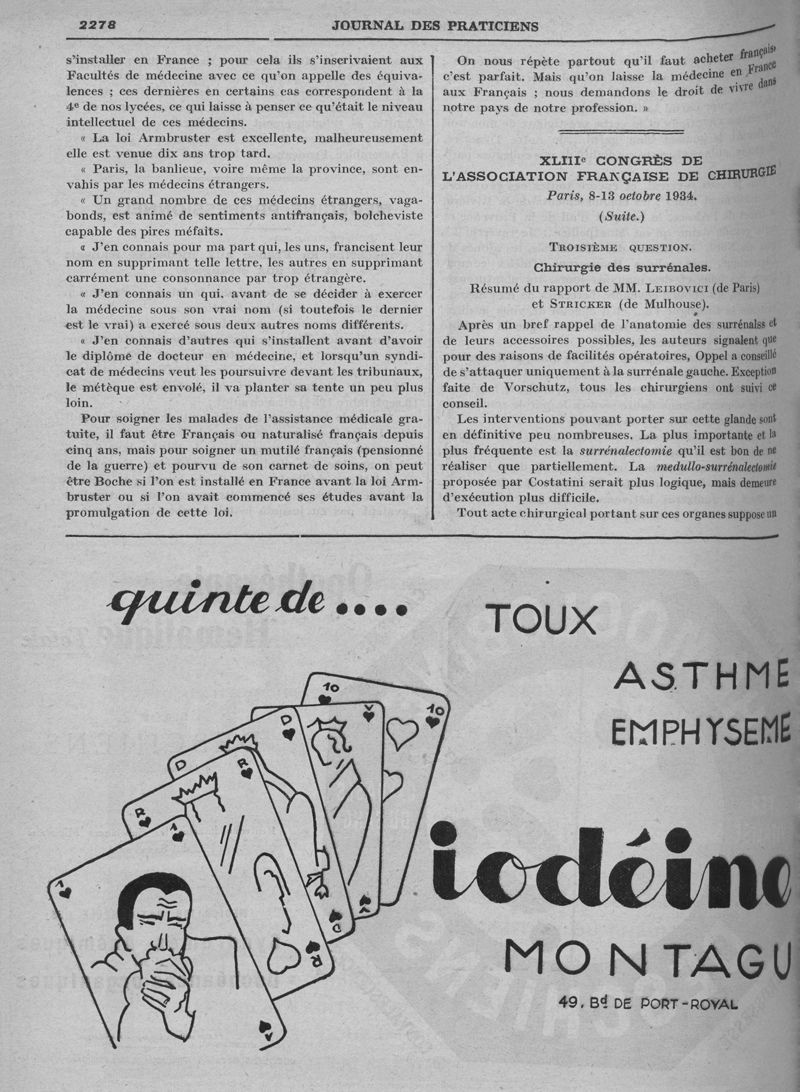 2278
JOURNAL DES PRATICIENS
s'installer en France ; pour cela ils s'inscrivaient aux
Facultés de médecine avec ce qu'on appelle des équiva-
lences ; ces dernières en certains cas correspondent à la
4e de nos lycées, ce qui laisse à penser ce qu'était le niveau
intellectuel de ces médecins.
« La loi Armbruster est excellente, malheureusement
elle est venue dix ans trop tard.
« Paris, la banlieue, voire même la province, sont en-
vahis par les médecins étrangers.
« Un grand nombre de ces médecins étrangers, vaga-
bonds, est animé de sentiments antifrançais, bolcheviste
capable des pires méfaits.
« J'en connais pour ma part qui, les uns, francisent leur
nom en supprimant telle lettre, les autres en supprimant
carrément une consonnance par trop étrangère.
« J'en connais un qui, avant de se décider à exercer
la médecine sous son vrai nom (si toutefois le dernier
est le vrai) a exercé sous deux autres noms différents.
« J'en connais d'autres qui s'installent avant d'avoir
le diplôme de docteur en médecine, et lorsqu'un syndi-
cat de médecins veut les poursuivre devant les tribunaux,
le métèque est envolé, il va planter sa tente un peu plus
loin.
Pour soigner les malades de l'assistance médicale gra-
tuite, il faut être Français ou naturalisé français depuis
cinq ans, mais pour soigner un mutilé français (pensionné
de la guerre) et pourvu de son carnet de soins, on peut
être Boche si l'on est installé en France avant la loi Arm-
bruster ou si l'on avait commencé ses études avant la
promulgation de cette loi.
On nous répète partout qu'il faut acheter français,
c'est parfait. Mais qu'on laisse la médecine en France
aux Français ; nous demandons le droit de vivre dans
notre pays de notre profession. »
XLIIIe CONGRÈS DE
L'ASSOCIATION FRANÇAISE DE CHIRURGIE
Paris, 8-13 octobre 1934.
(Suite.)
TROISIÈME QUESTION.
Chirurgie des surrénales.
Résumé du rapport de MM. LEIBOVICI (de Paris)
et STRICKER (de Mulhouse).
Après un bref rappel de l'anatomie des surrénalss et
de leurs accessoires possibles, les auteurs signalent que
pour des raisons de facilités opératoires, Oppel a conseillé
de s'attaquer uniquement à la surrénale gauche. Exception
faite de Vorschutz, tous les chirurgiens ont suivi ce
conseil.
Les interventions pouvant porter sur cette glande sont
en définitive peu nombreuses. La plus importante et la
plus fréquente est la surrénalectomie qu'il est bon de ne
réaliser que partiellement. La medullo-surrénalectomie
proposée par Costatini serait plus logique, mais demeure
d'exécution plus difficile.
Tout acte chirurgical portant sur ces organes suppose un
quinte de ....
TOUX
ASTHME
EMPHYSEME
10
10
V
D
R
R
1
1
D
V
R
iodéine
MONTAGU
49, Bd DE PORT-ROYAL